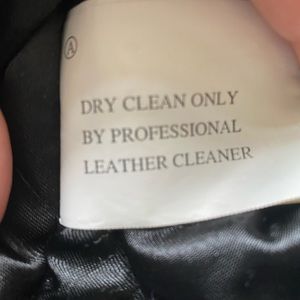 A
DRY CLEAN ONLY
BY PROFESSIONAL
LEATHER CLEANER